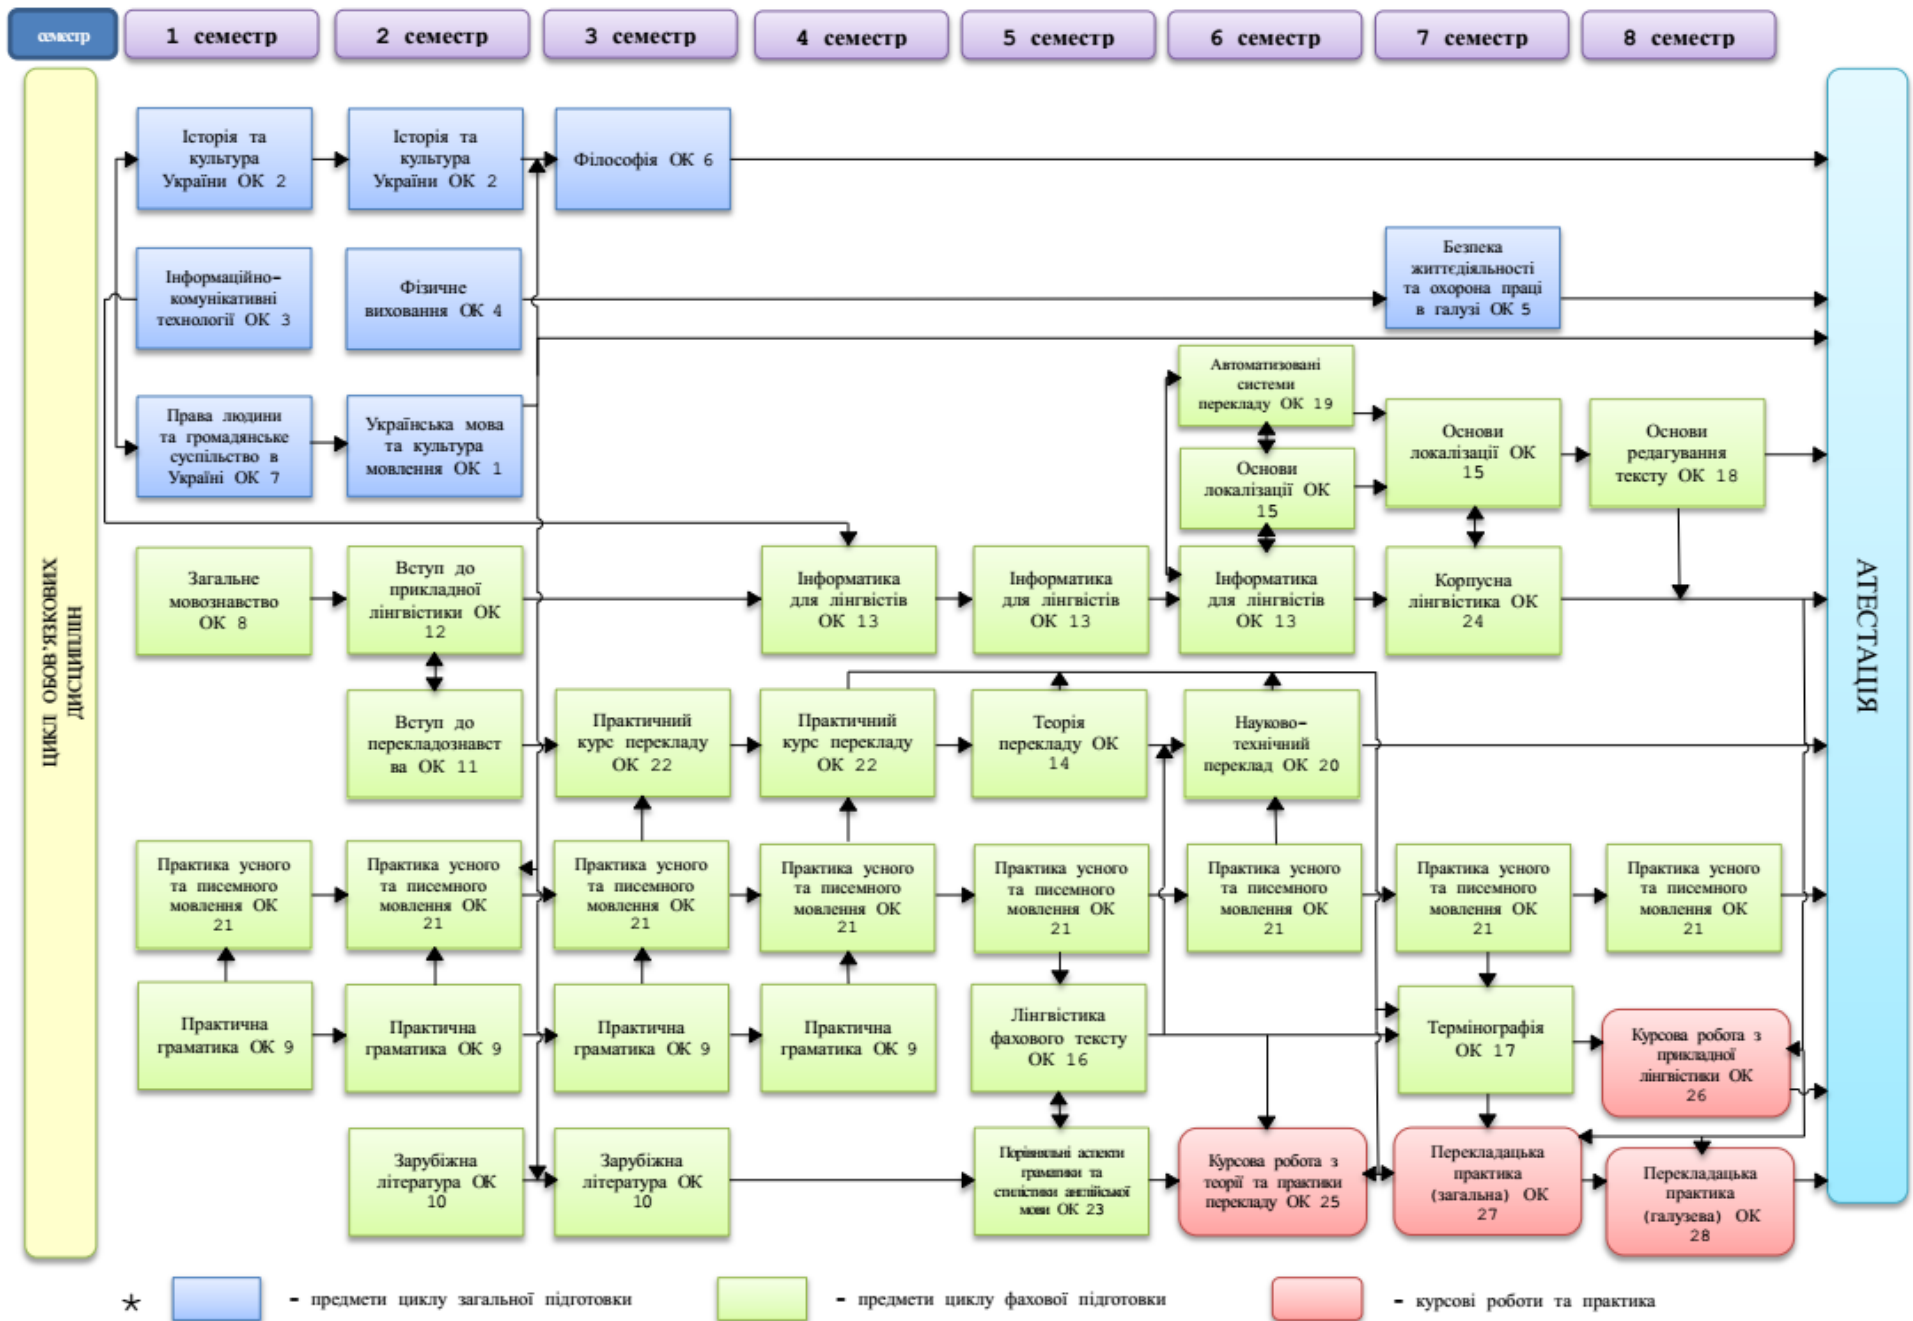 семестр
1 семестр
2 семестр
3 семестр
4 семестр
5 семестр
6 семестр
7 семестр
8 семестр
ЦИКЛ ОБОВ'ЯЗКОВИХ
ДИСЦИПЛІН
Історія та
культура
України ОК 2
Історія та
культура
України ОК 2
Філософія ОК 6
Інформаційно-
комунікативні
технології ОК 3
Фізичне
виховання ОК 4
Безпека
життєдіяльності
та охорона праці
в галузі ОК 5
Права людини
та громадянське
суспільство в
Україні ОК 7
Українська мова
та культура
мовлення ОК 1
Автоматизовані
системи
перекладу ОК 19
Основи
локалізації ОК
15
Основи
локалізації ОК
15
Основи
редагування
тексту ОК 18
Загальне
мовознавство
ОК 8
Вступ до
прикладної
лінгвістики ОК
12
Інформатика
для лінгвістів
ОК 13
Інформатика
для лінгвістів
ОК 13
Інформатика
для лінгвістів
ОК 13
Корпусна
лінгвістика ОК
24
Вступ до
перекладознавст
ва ОК 11
Практичний
курс перекладу
ОК 22
Практичний
курс перекладу
ОК 22
Теорія
перекладу ОК
14
Науково-
технічний
переклад ОК 20
Практика усного
та писемного
мовлення ОК
21
Практика усного
та писемного
мовлення ОК
21
Практика усного
та писемного
мовлення ОК
21
Практика усного
та писемного
мовлення ОК
21
Практика усного
та писемного
мовлення ОК
21
Практика усного
та писемного
мовлення ОК
21
Практика усного
та писемного
мовлення ОК
21
Практика усного
та писемного
мовлення ОК
21
Практична
граматика ОК 9
Практична
граматика ОК 9
Практична
граматика ОК 9
Практична
граматика ОК 9
Лінгвістика
фахового тексту
ОК 16
Термінографія
ОК 17
Курсова робота з
прикладної
лінгвістики ОК
26
Зарубіжна
література ОК
10
Зарубіжна
література ОК
10
Порівняльні аспекти
граматики та
стилістики англійської
мови ОК 23
Курсова робота з
теорії та практики
перекладу ОК 25
Перекладацька
практика
(загальна) ОК
27
Перекладацька
практика
(галузева) ОК
28
АТЕСТАЦІЯ
*
- предмети циклу загальної підготовки
- предмети циклу фахової підготовки
- курсові роботи та практика